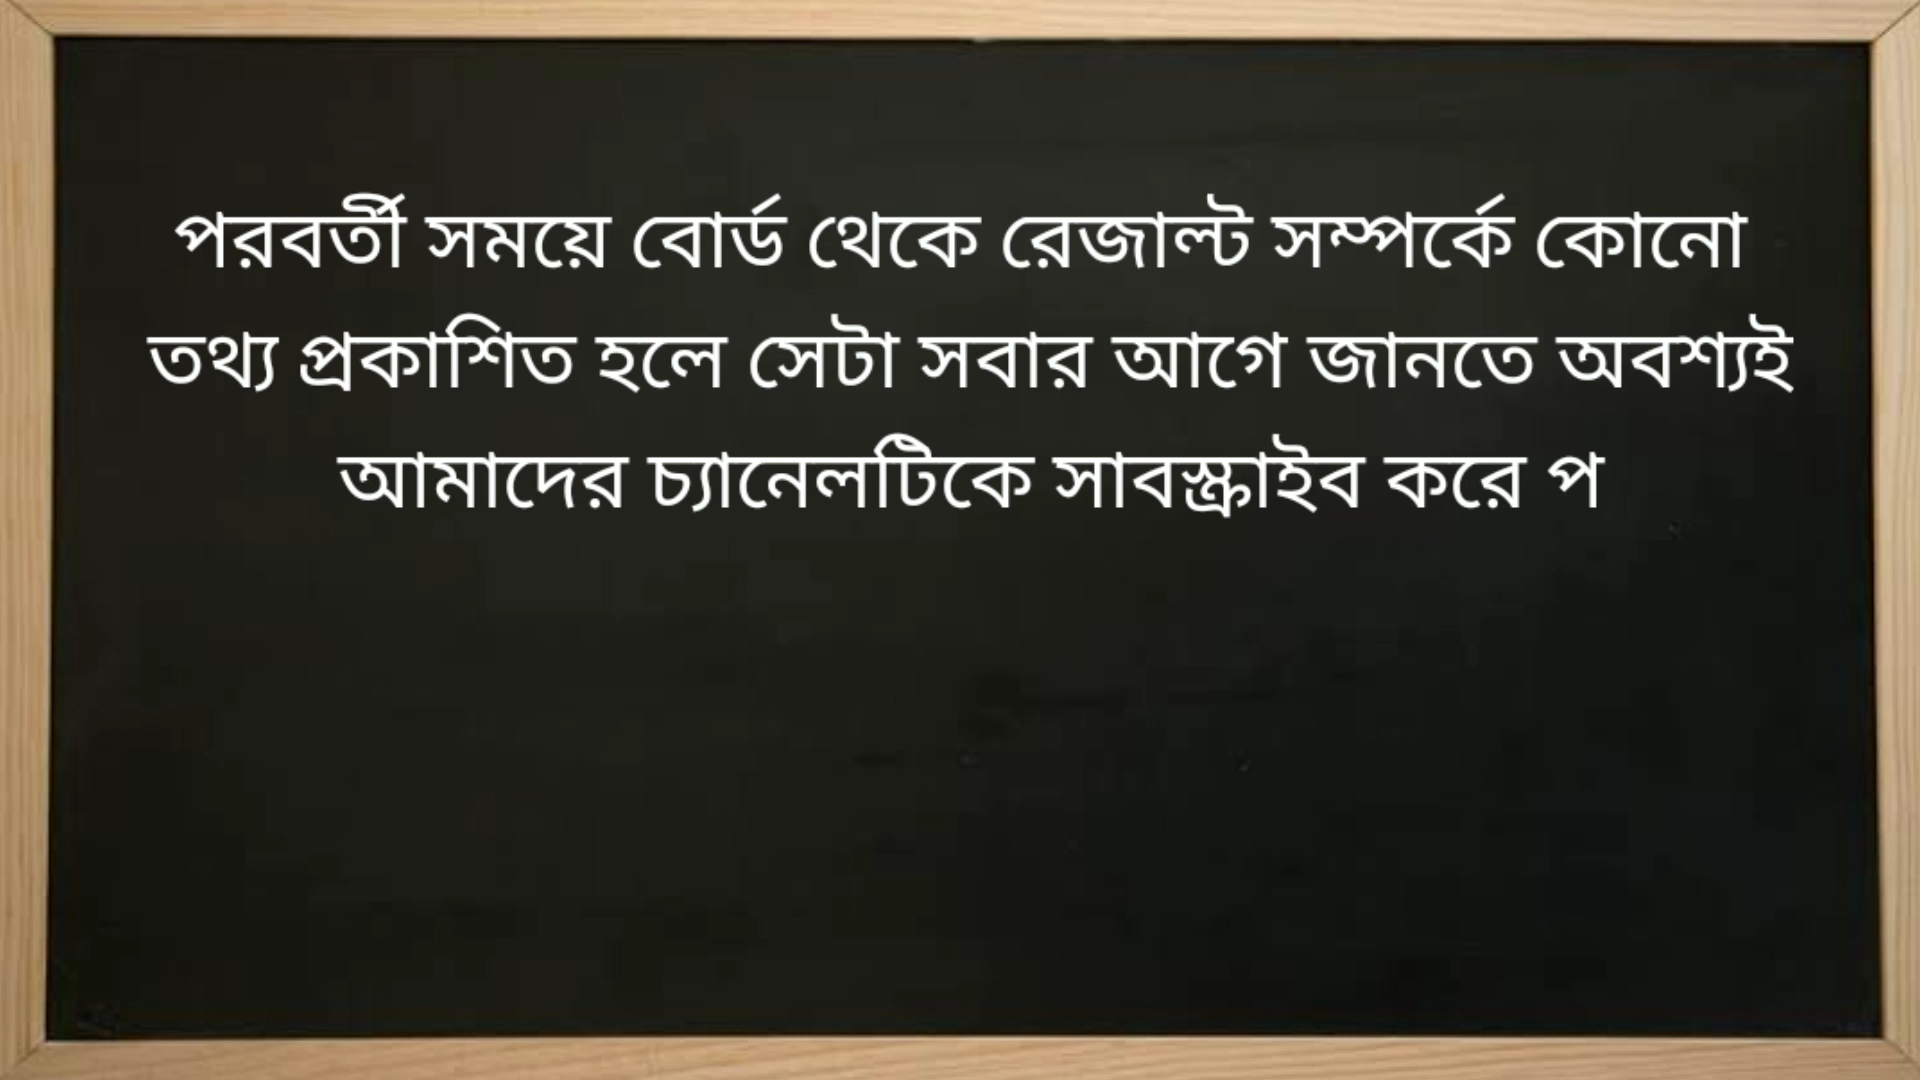 পরবর্তী সময়ে বোর্ড থেকে রেজাল্ট সম্পর্কে কোনো
তথ্য প্রকাশিত হলে সেটা সবার আগে জানতে অবশ্যই
আমাদের চ্যানেলটিকে সাবস্ক্রাইব করে প